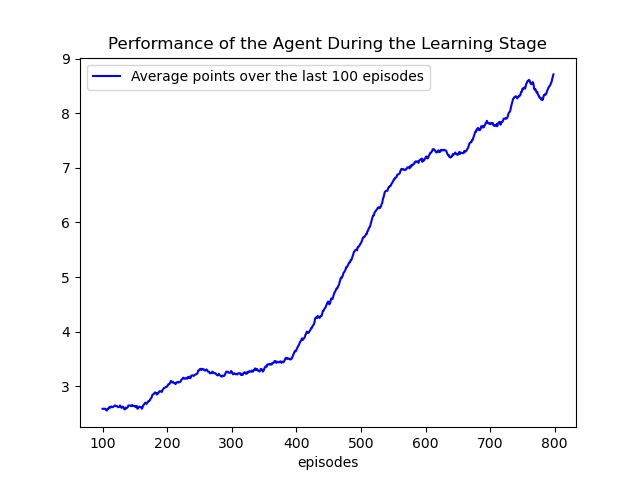 Performance of the Agent During the Learning Stage
Average points over the last 100 episodes
9
8
7
6
5
4
3
100 200 300 400 500 600 700 800
episodes